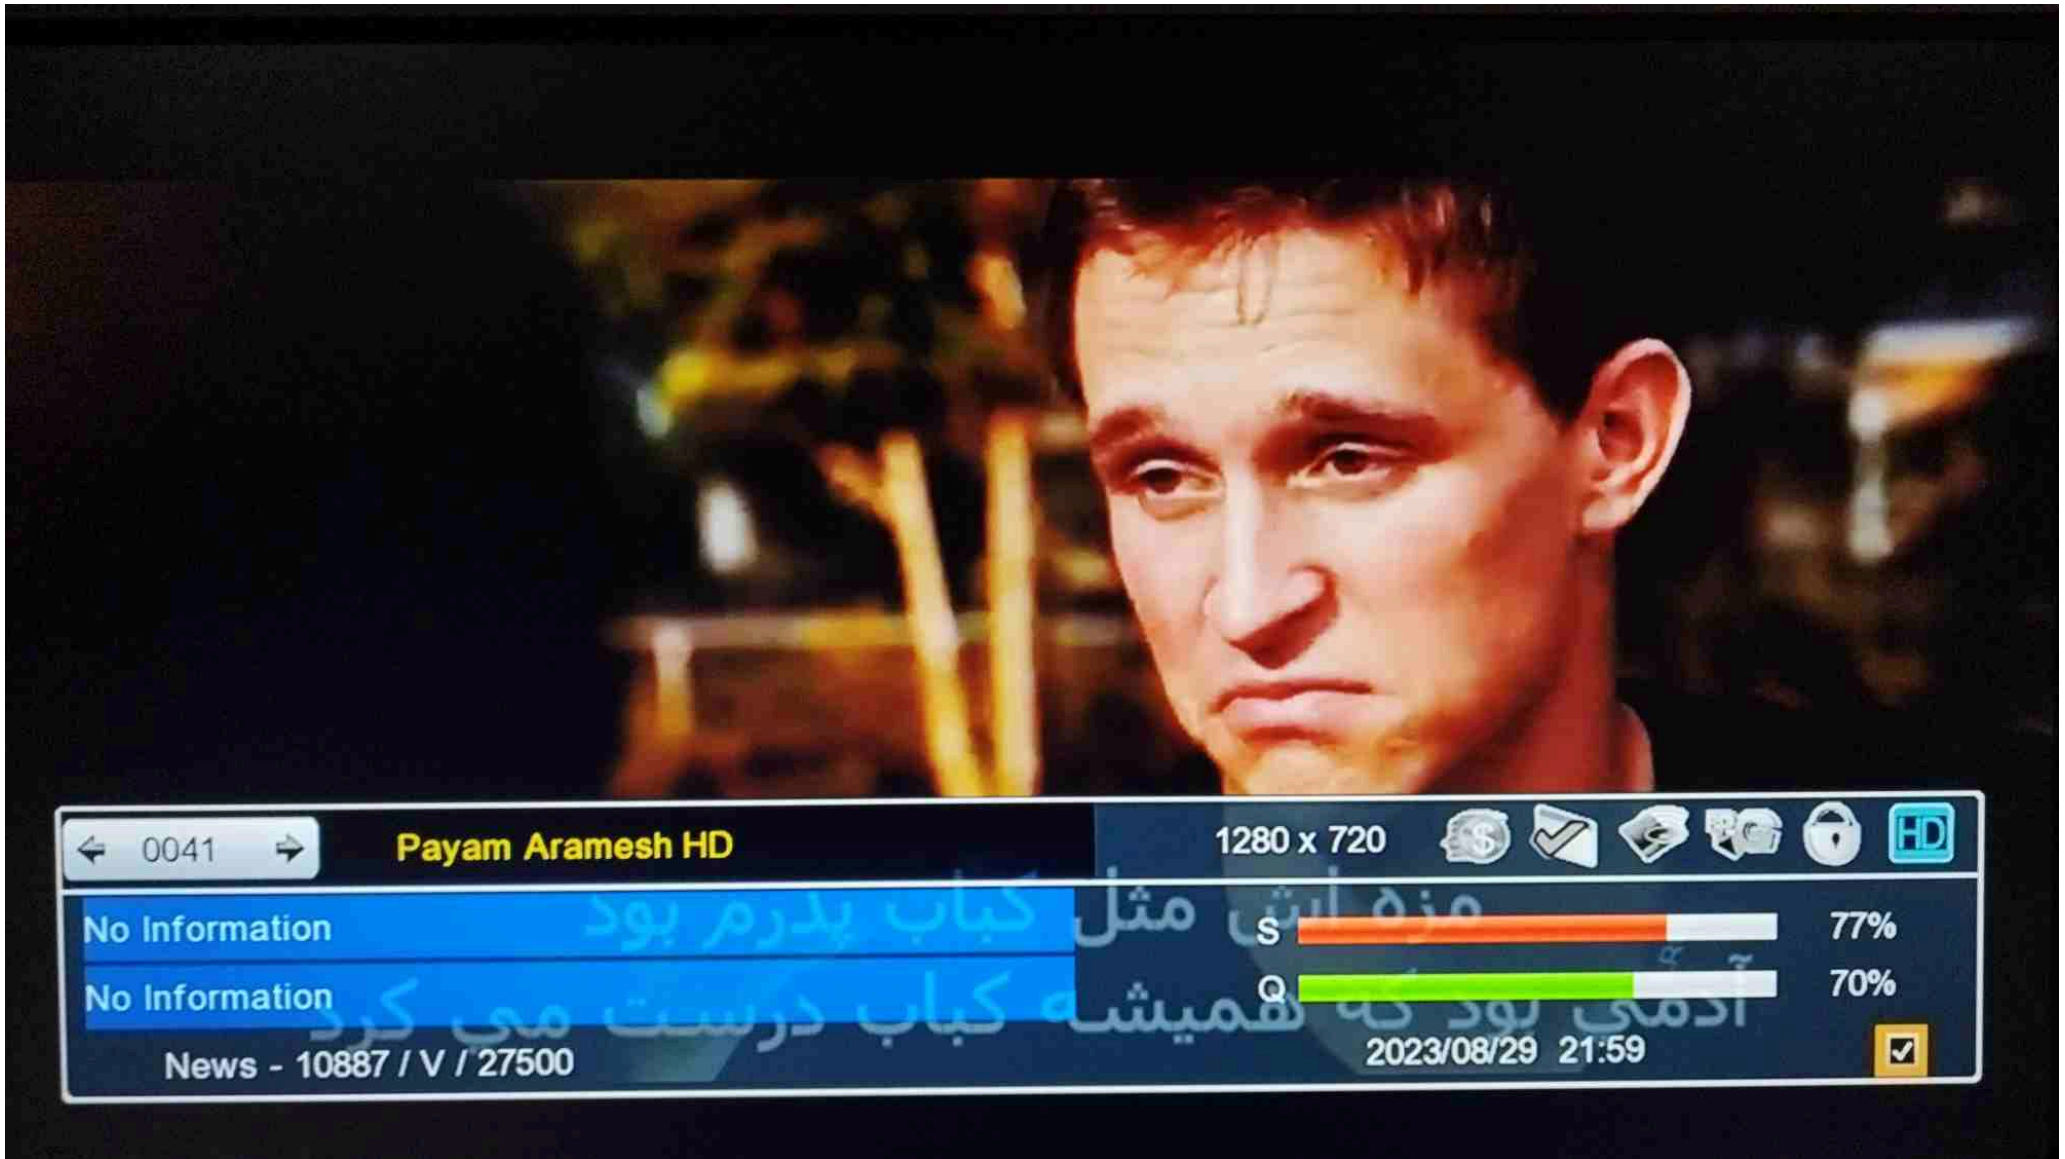 0041 Payam Aramesh HD 1280 x 720 HD
مزه اش مثل کباب پدرم بود
No Information S 77%
آدمی بود که همیشه کباب درست می کرد
No Information Q 70%
News - 10887 / V / 27500 2023/08/29 21:59